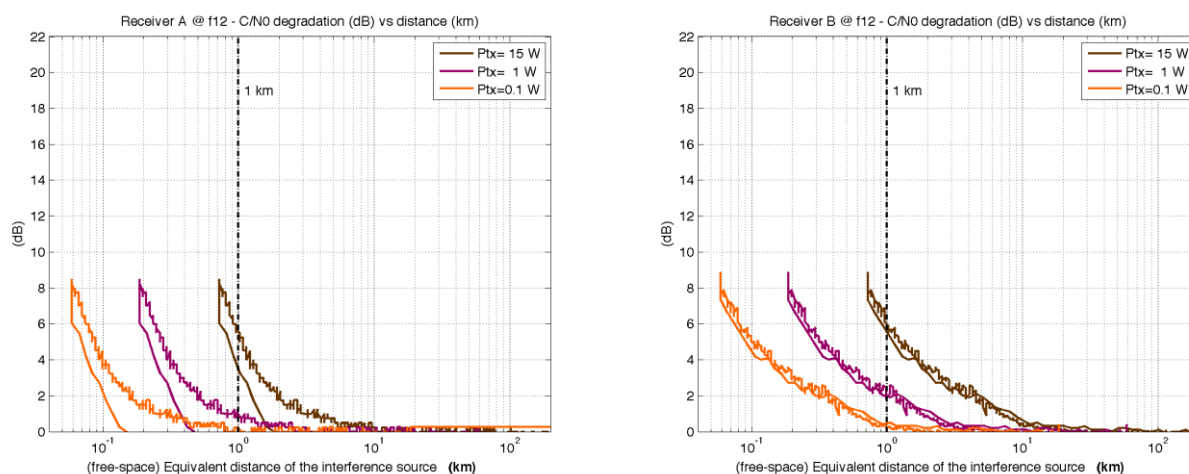 Receiver A @ f12 - C/N0 degradation (dB) vs distance (km)
22
20
18
16
14
12
10
8
6
4
2
0
(dB)
Ptx= 15 W
Ptx= 1 W
Ptx=0.1 W
1 km
10^-1
10^0
10^1
10^2
(free-space) Equivalent distance of the interference source (km)
Receiver B @ f12 - C/N0 degradation (dB) vs distance (km)
22
20
18
16
14
12
10
8
6
4
2
0
(dB)
Ptx= 15 W
Ptx= 1 W
Ptx=0.1 W
1 km
10^-1
10^0
10^1
10^2
(free-space) Equivalent distance of the interference source (km)